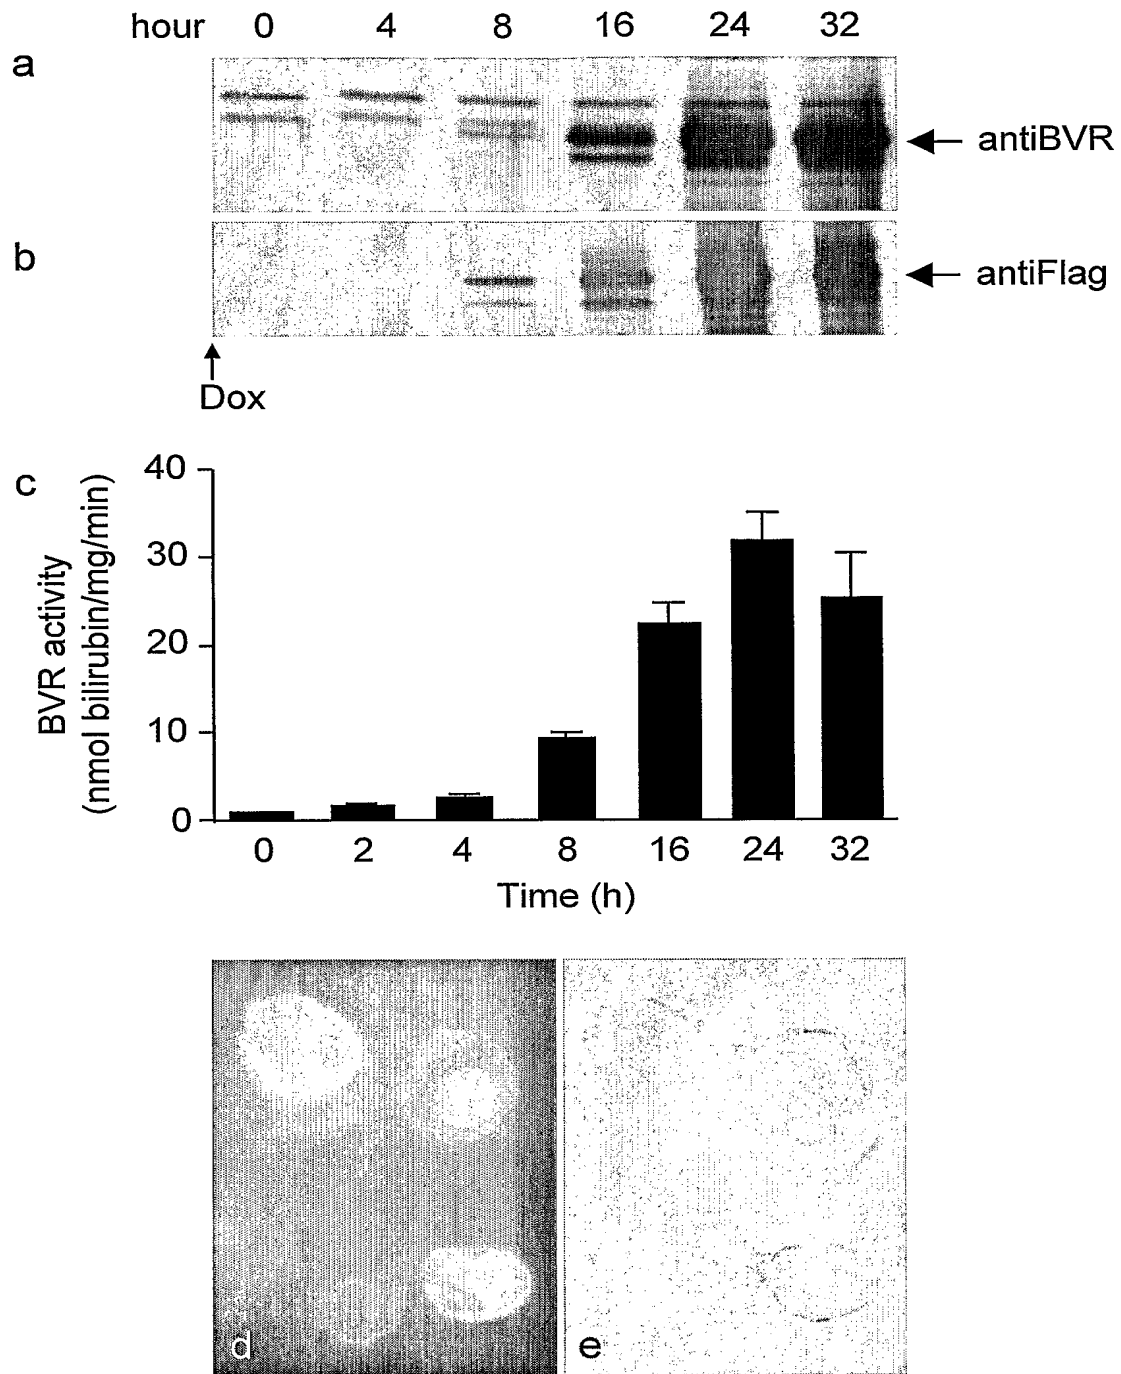 hour 0 4 8 16 24 32
a
antiBVR
b
antiFlag
Dox
c
BVR activity
(nmol bilirubin/mg/min)
40
30
20
10
0
0 2 4 8 16 24 32
Time (h)
d e